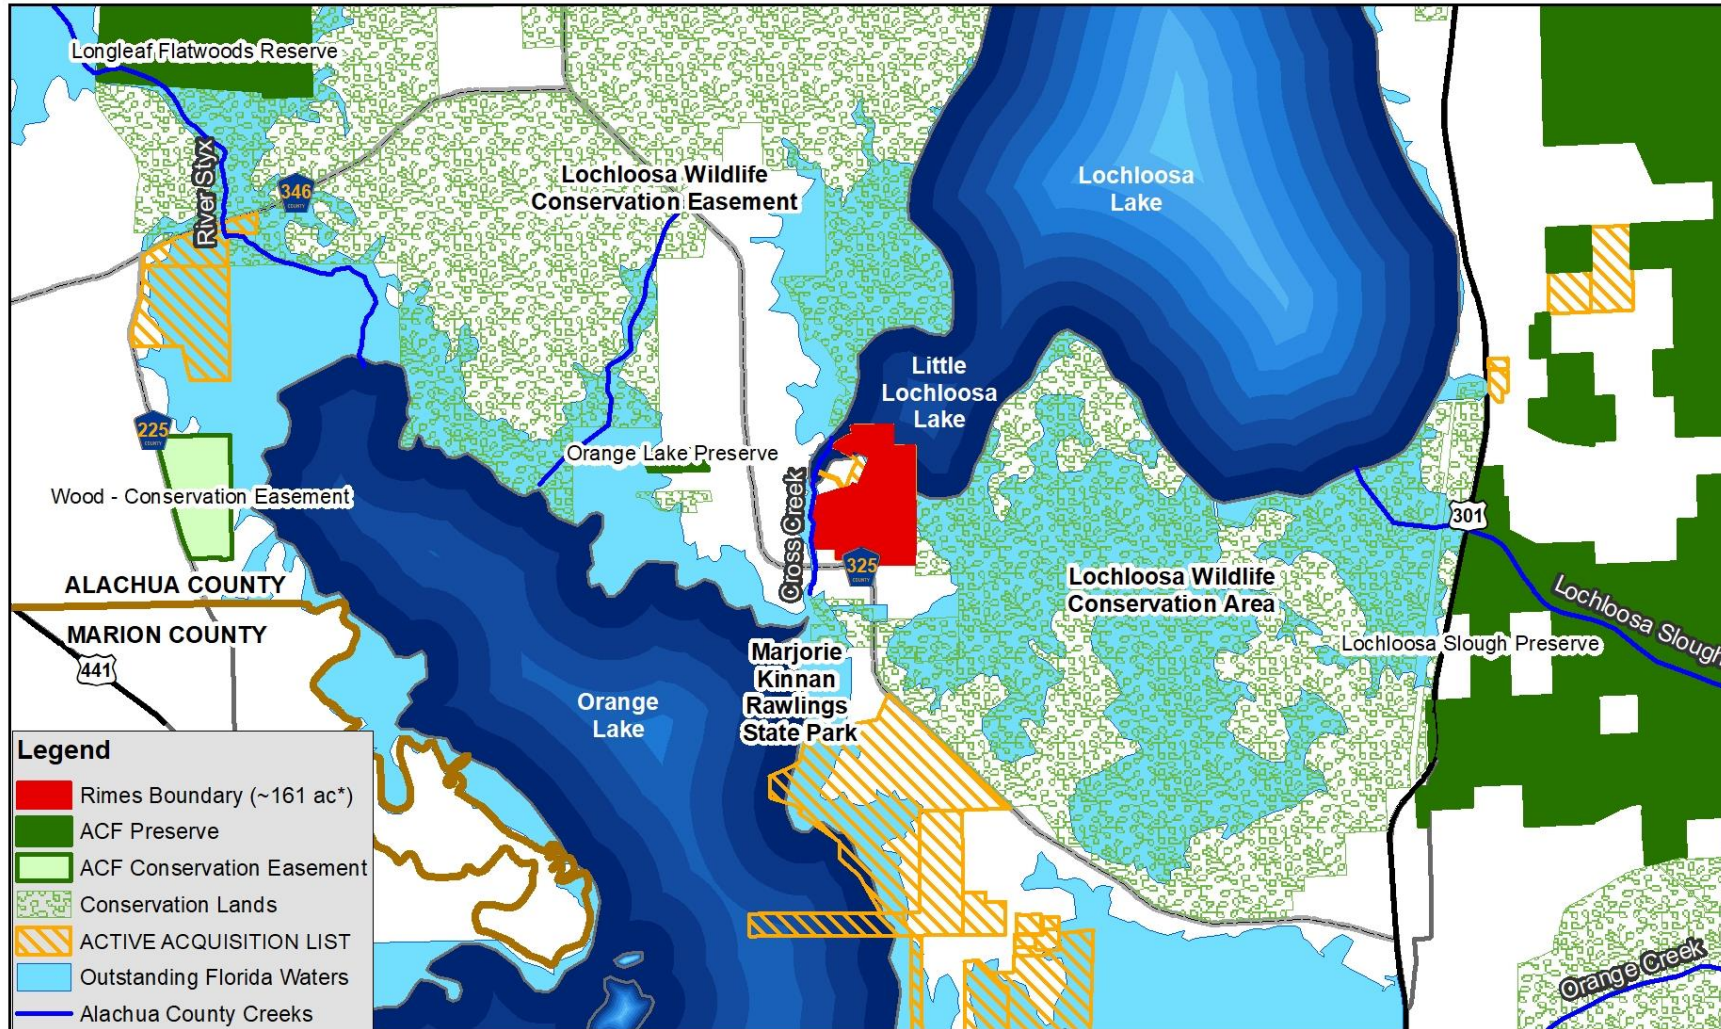 Longleaf Flatwoods Reserve
River Styx
346
COUNTY
Lochloosa Wildlife
Conservation Easement
Lochloosa
Lake
Little
Lochloosa
Lake
225
COUNTY
Orange Lake Preserve
Wood - Conservation Easement
Cross Creek
301
325
COUNTY
ALACHUA COUNTY
MARION COUNTY
441
Lochloosa Wildlife
Conservation Area
Lochloosa Slough
Lochloosa Slough Preserve
Marjorie
Kinnan
Rawlings
State Park
Orange
Lake
Orange Creek
Legend
Rimes Boundary (~161 ac*)
ACF Preserve
ACF Conservation Easement
Conservation Lands
ACTIVE ACQUISITION LIST
Outstanding Florida Waters
Alachua County Creeks